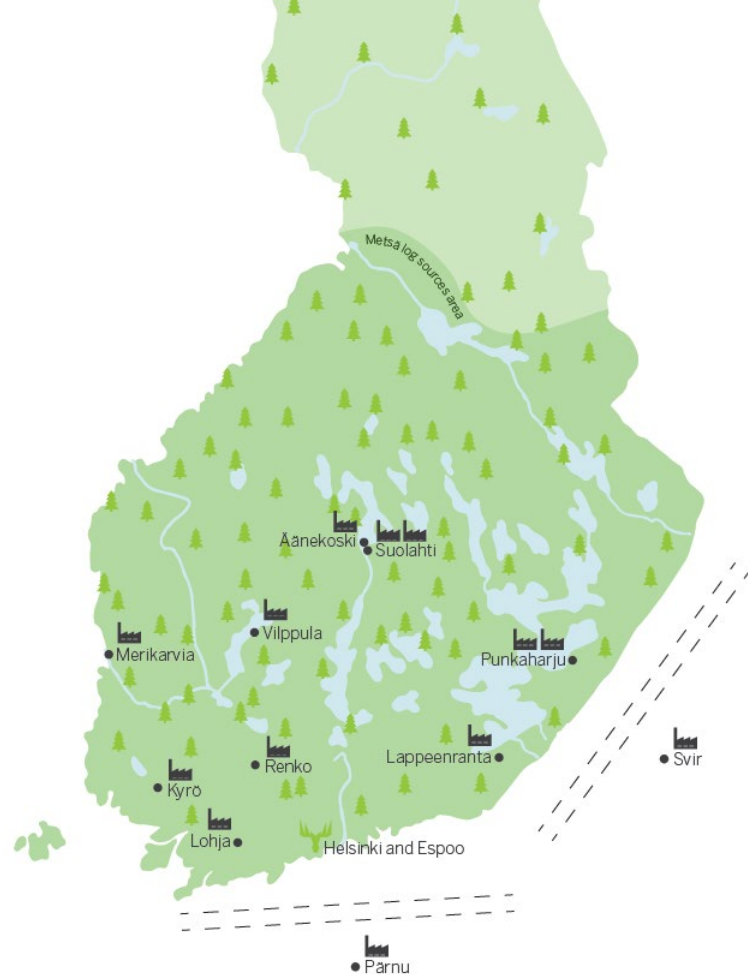 Metsä log sources area
Äänekoski
Suolahti
Vilppula
Merikarvia
Punkaharju
Lappeenranta
Svir
Renko
Kyrö
Lohja
Helsinki and Espoo
Pärnu